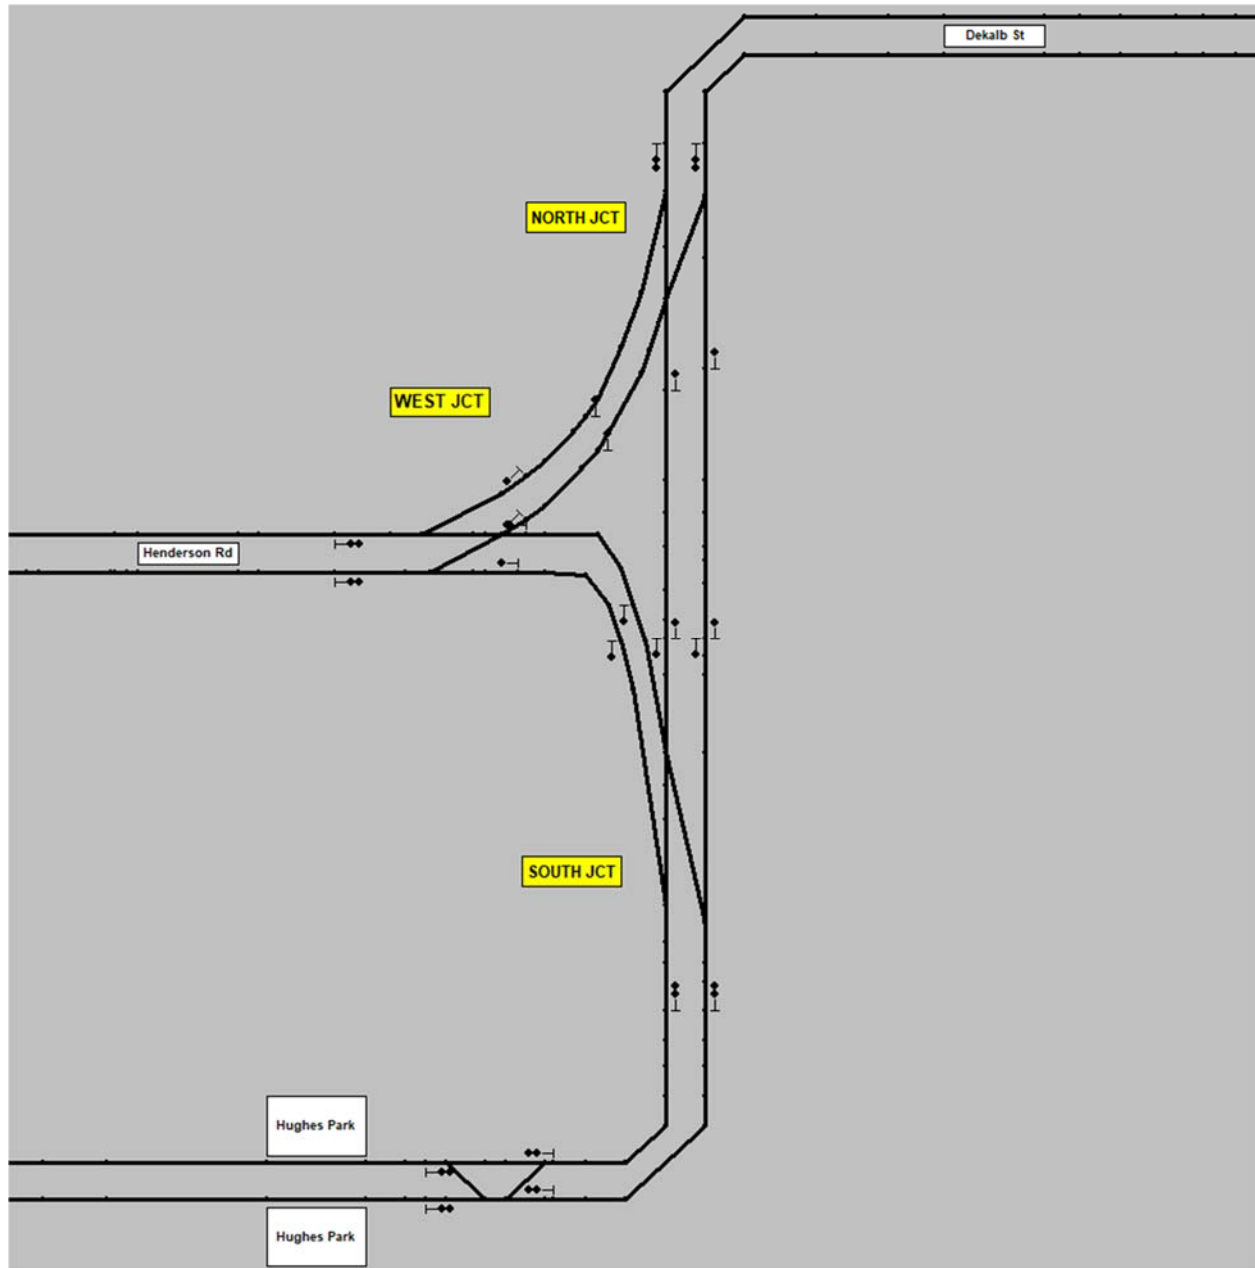 Dekalb St
NORTH JCT
WEST JCT
Henderson Rd
SOUTH JCT
Hughes Park
Hughes Park